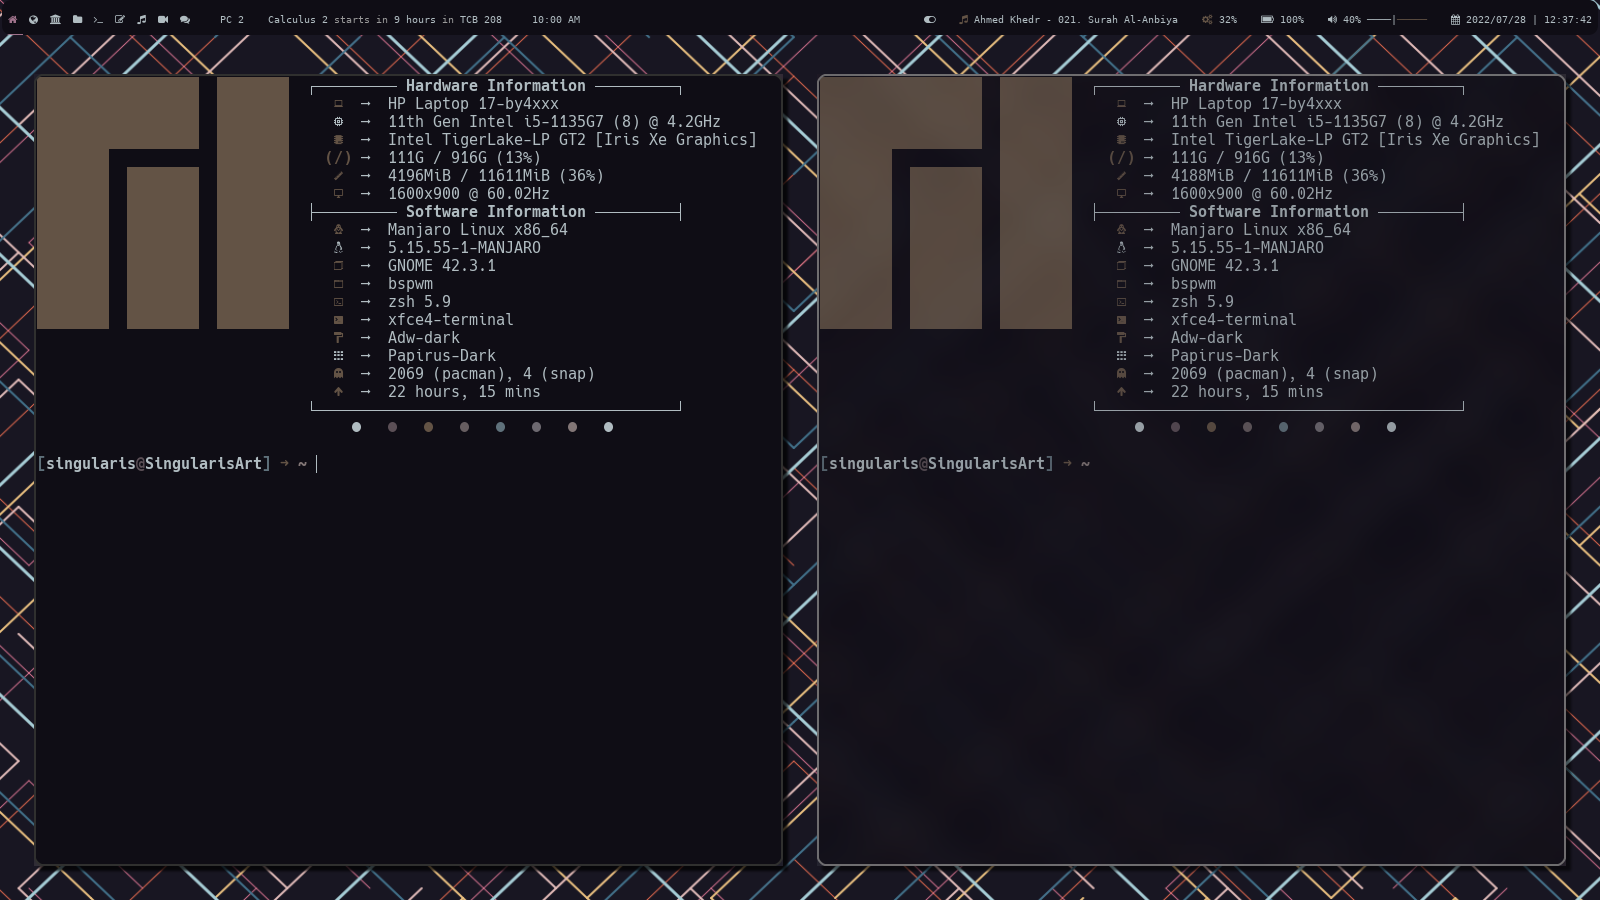 PC 2 Calculus 2 starts in 9 hours in TCB 208 10:00 AM Ahmed Khedr - 021. Surah Al-Anbiya 32% 100% 40% 2022/07/28 | 12:37:42
Hardware Information
→ HP Laptop 17-by4xxx
→ 11th Gen Intel i5-1135G7 (8) @ 4.2GHz
→ Intel TigerLake-LP GT2 [Iris Xe Graphics]
(/) → 111G / 916G (13%)
→ 4196MiB / 11611MiB (36%)
→ 1600x900 @ 60.02Hz
Software Information
→ Manjaro Linux x86_64
→ 5.15.55-1-MANJARO
→ GNOME 42.3.1
→ bspwm
→ zsh 5.9
→ xfce4-terminal
→ Adw-dark
→ Papirus-Dark
→ 2069 (pacman), 4 (snap)
→ 22 hours, 15 mins
[singularis@SingularisArt] → ~
Hardware Information
→ HP Laptop 17-by4xxx
→ 11th Gen Intel i5-1135G7 (8) @ 4.2GHz
→ Intel TigerLake-LP GT2 [Iris Xe Graphics]
(/) → 111G / 916G (13%)
→ 4188MiB / 11611MiB (36%)
→ 1600x900 @ 60.02Hz
Software Information
→ Manjaro Linux x86_64
→ 5.15.55-1-MANJARO
→ GNOME 42.3.1
→ bspwm
→ zsh 5.9
→ xfce4-terminal
→ Adw-dark
→ Papirus-Dark
→ 2069 (pacman), 4 (snap)
→ 22 hours, 15 mins
[singularis@SingularisArt] → ~